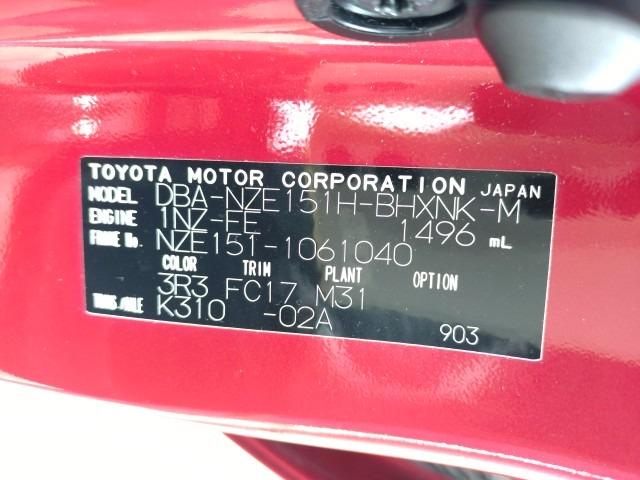 TOYOTA MOTOR CORPORATION JAPAN
MODEL DBA-NZE151H-BHXNK-M
ENGINE 1NZ-FE 1496 mL
FRAME No. NZE151-1061040
COLOR TRIM PLANT OPTION
3R3 FC17 M31
TRANS/AXLE K310 -02A
903